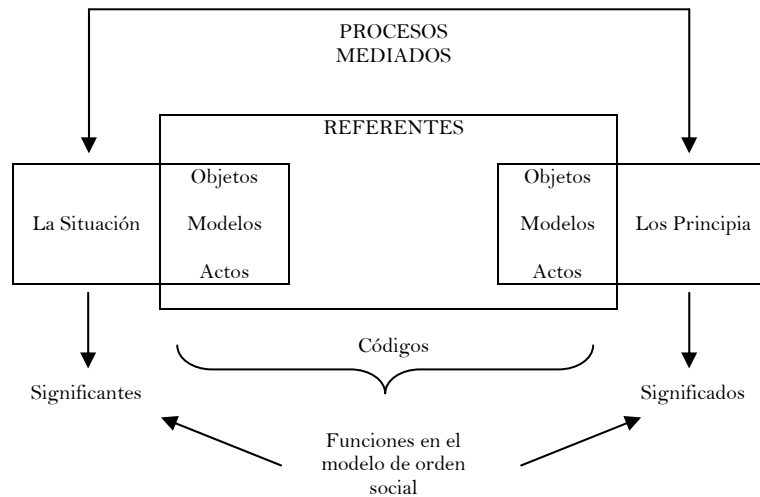 PROCESOS
MEDIADOS
REFERENTES
Objetos
Objetos
La Situación
Modelos
Modelos
Los Principia
Actos
Actos
Códigos
Significantes
Significados
Funciones en el
modelo de orden
social